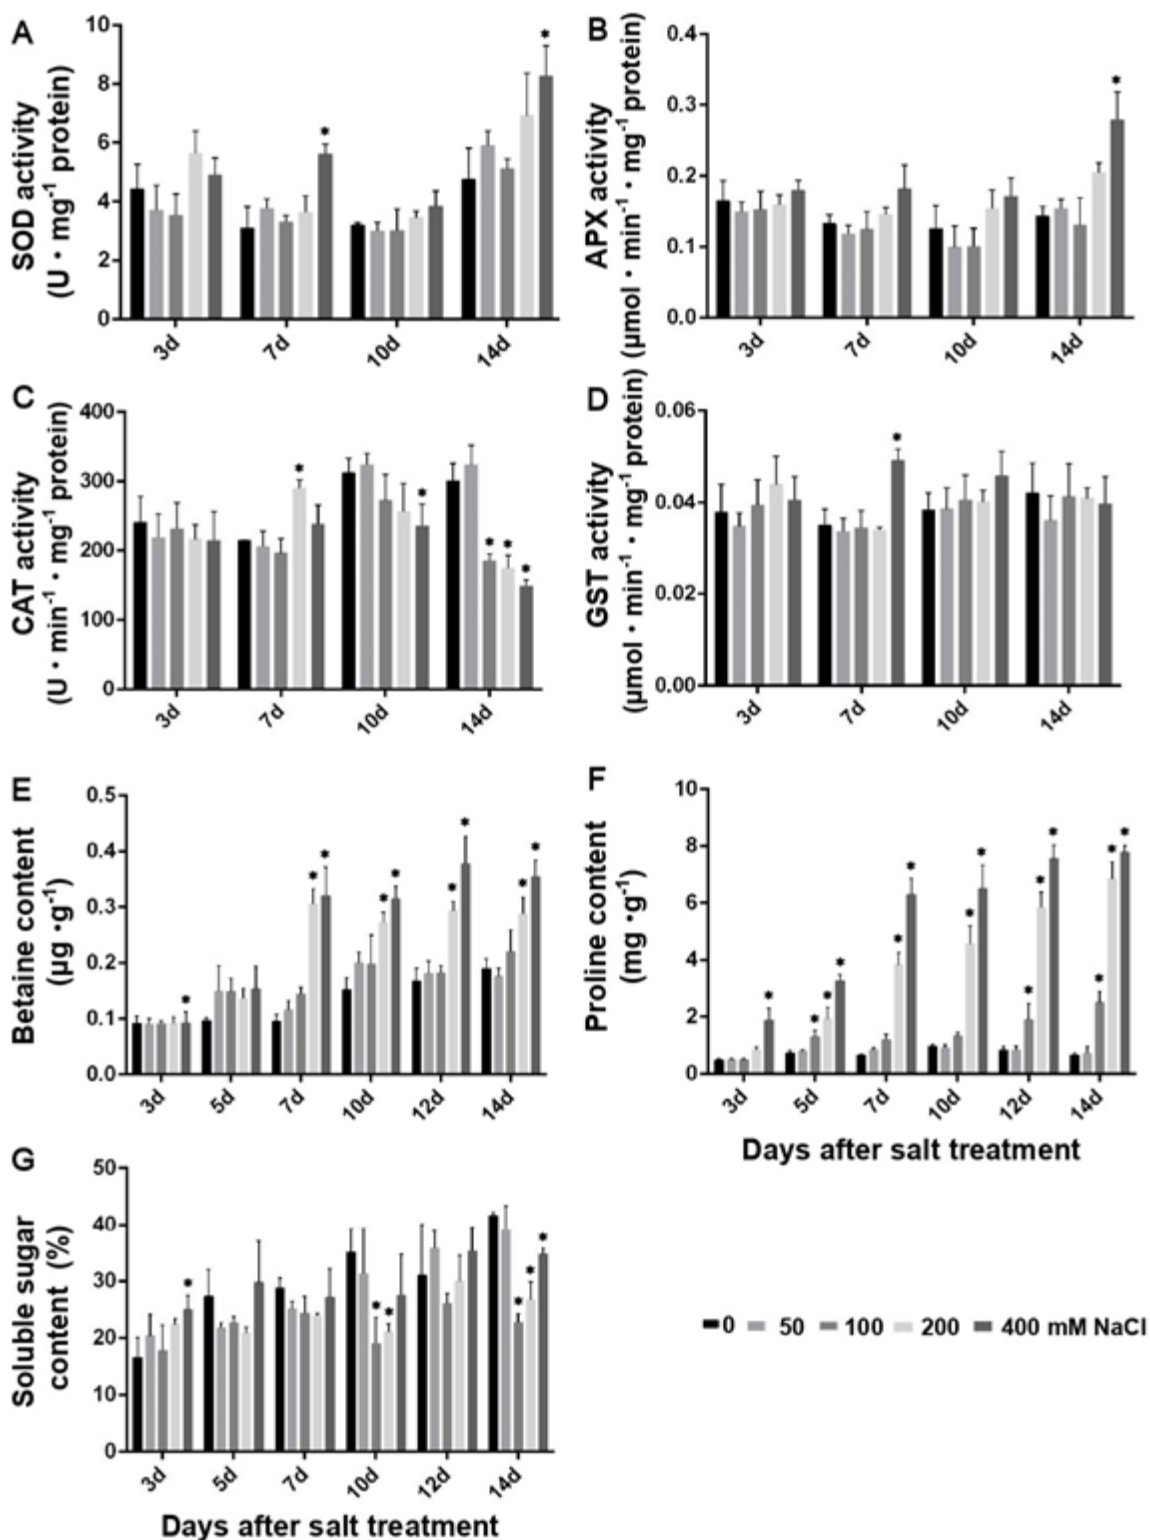 A
SOD activity
(U · mg⁻¹ protein)
10
8
6
4
2
0
*
*
3d
7d
10d
14d
B
APX activity
(μmol · min⁻¹ · mg⁻¹ protein)
0.4
0.3
0.2
0.1
0.0
*
3d
7d
10d
14d
C
CAT activity
(U · min⁻¹ · mg⁻¹ protein)
400
300
200
100
0
*
*
* * *
3d
7d
10d
14d
D
GST activity
(μmol · min⁻¹ · mg⁻¹ protein)
0.06
0.04
0.02
0.00
*
3d
7d
10d
14d
E
Betaine content
(μg ·g⁻¹)
0.5
0.4
0.3
0.2
0.1
0.0
*
* *
* *
* *
* *
3d
5d
7d
10d
12d
14d
F
Proline content
(mg ·g⁻¹)
10
8
6
4
2
0
*
* * *
* *
* *
* * *
* * *
3d
5d
7d
10d
12d
14d
Days after salt treatment
G
Soluble sugar
content (%)
50
40
30
20
10
0
*
* *
* * *
3d
5d
7d
10d
12d
14d
Days after salt treatment
0 50 100 200 400 mM NaCl